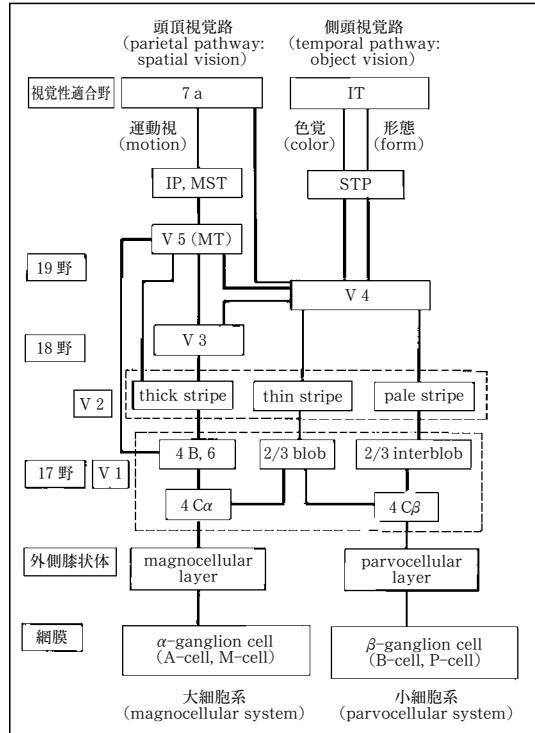 頭頂視覚路
(parietal pathway:
spatial vision)
側頭視覚路
(temporal pathway:
object vision)
視覚性適合野
7 a
IT
運動視
(motion)
色覚
(color)
形態
(form)
IP, MST
STP
V 5 (MT)
19 野
V 4
18 野
V 3
V 2
thick stripe
thin stripe
pale stripe
17 野
V 1
4 B, 6
2/3 blob
2/3 interblob
4 Cα
4 Cβ
外側膝状体
magnocellular
layer
parvocellular
layer
網膜
α-ganglion cell
(A-cell, M-cell)
β-ganglion cell
(B-cell, P-cell)
大細胞系
(magnocellular system)
小細胞系
(parvocellular system)